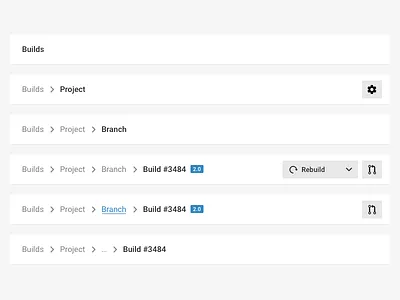 Builds
Builds Project
Builds Project Branch
Builds Project Branch Build #3484 2.0 Rebuild
Builds Project Branch Build #3484 2.0
Builds Project ... Build #3484